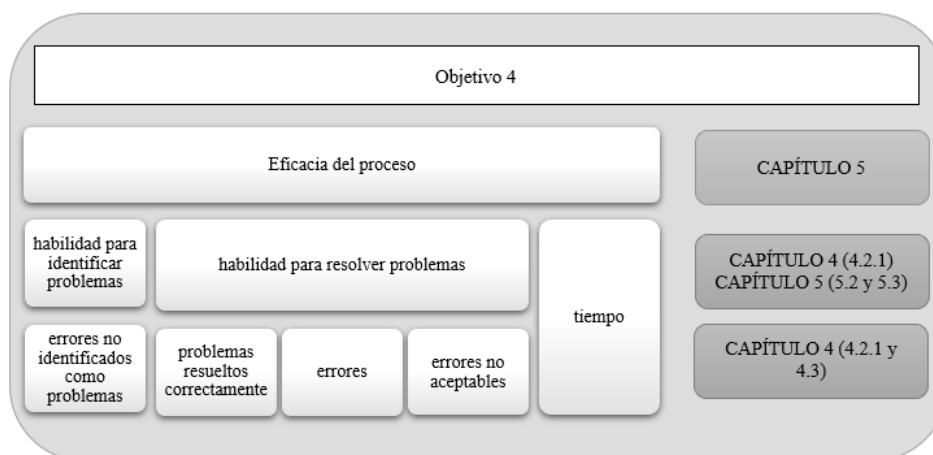 Objetivo 4
Eficacia del proceso
CAPÍTULO 5
habilidad para
identificar
problemas
habilidad para resolver problemas
tiempo
CAPÍTULO 4 (4.2.1)
CAPÍTULO 5 (5.2 y 5.3)
errores no
identificados
como
problemas
problemas
resueltos
correctamente
errores
errores no
aceptables
CAPÍTULO 4 (4.2.1 y
4.3)